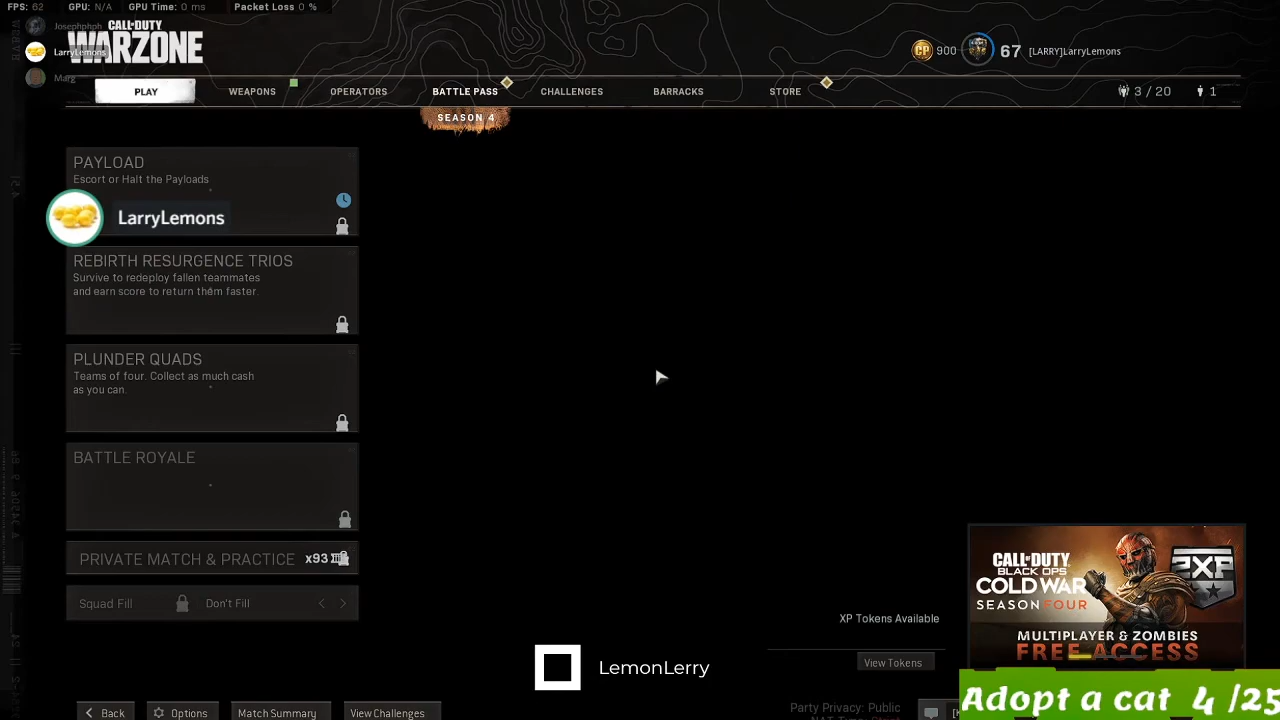 FPS: 62 GPU: N/A GPU Time: 0 ms Packet Loss 0 %
Josephphph
LarryLemons
Marg
CALL OF DUTY
WARZONE
CP 900 67 [LARRY]LarryLemons
PLAY WEAPONS OPERATORS BATTLE PASS CHALLENGES BARRACKS STORE 3 / 20 1
SEASON 4
PAYLOAD
Escort or Halt the Payloads
LarryLemons
REBIRTH RESURGENCE TRIOS
Survive to redeploy fallen teammates
and earn score to return them faster.
PLUNDER QUADS
Teams of four. Collect as much cash
as you can.
BATTLE ROYALE
PRIVATE MATCH & PRACTICE
Squad Fill Don't Fill
LemonLerry
XP Tokens Available
View Tokens
CALL OF DUTY
BLACK OPS
COLD WAR
SEASON FOUR
2XP
MULTIPLAYER & ZOMBIES
FREE ACCESS
Adopt a cat 4 /25
Back Options Match Summary View Challenges
Party Privacy: Public